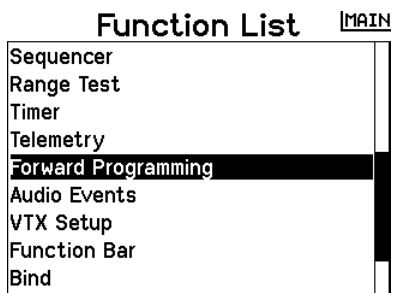 Function List
MAIN
Sequencer
Range Test
Timer
Telemetry
Forward Programming
Audio Events
VTX Setup
Function Bar
Bind